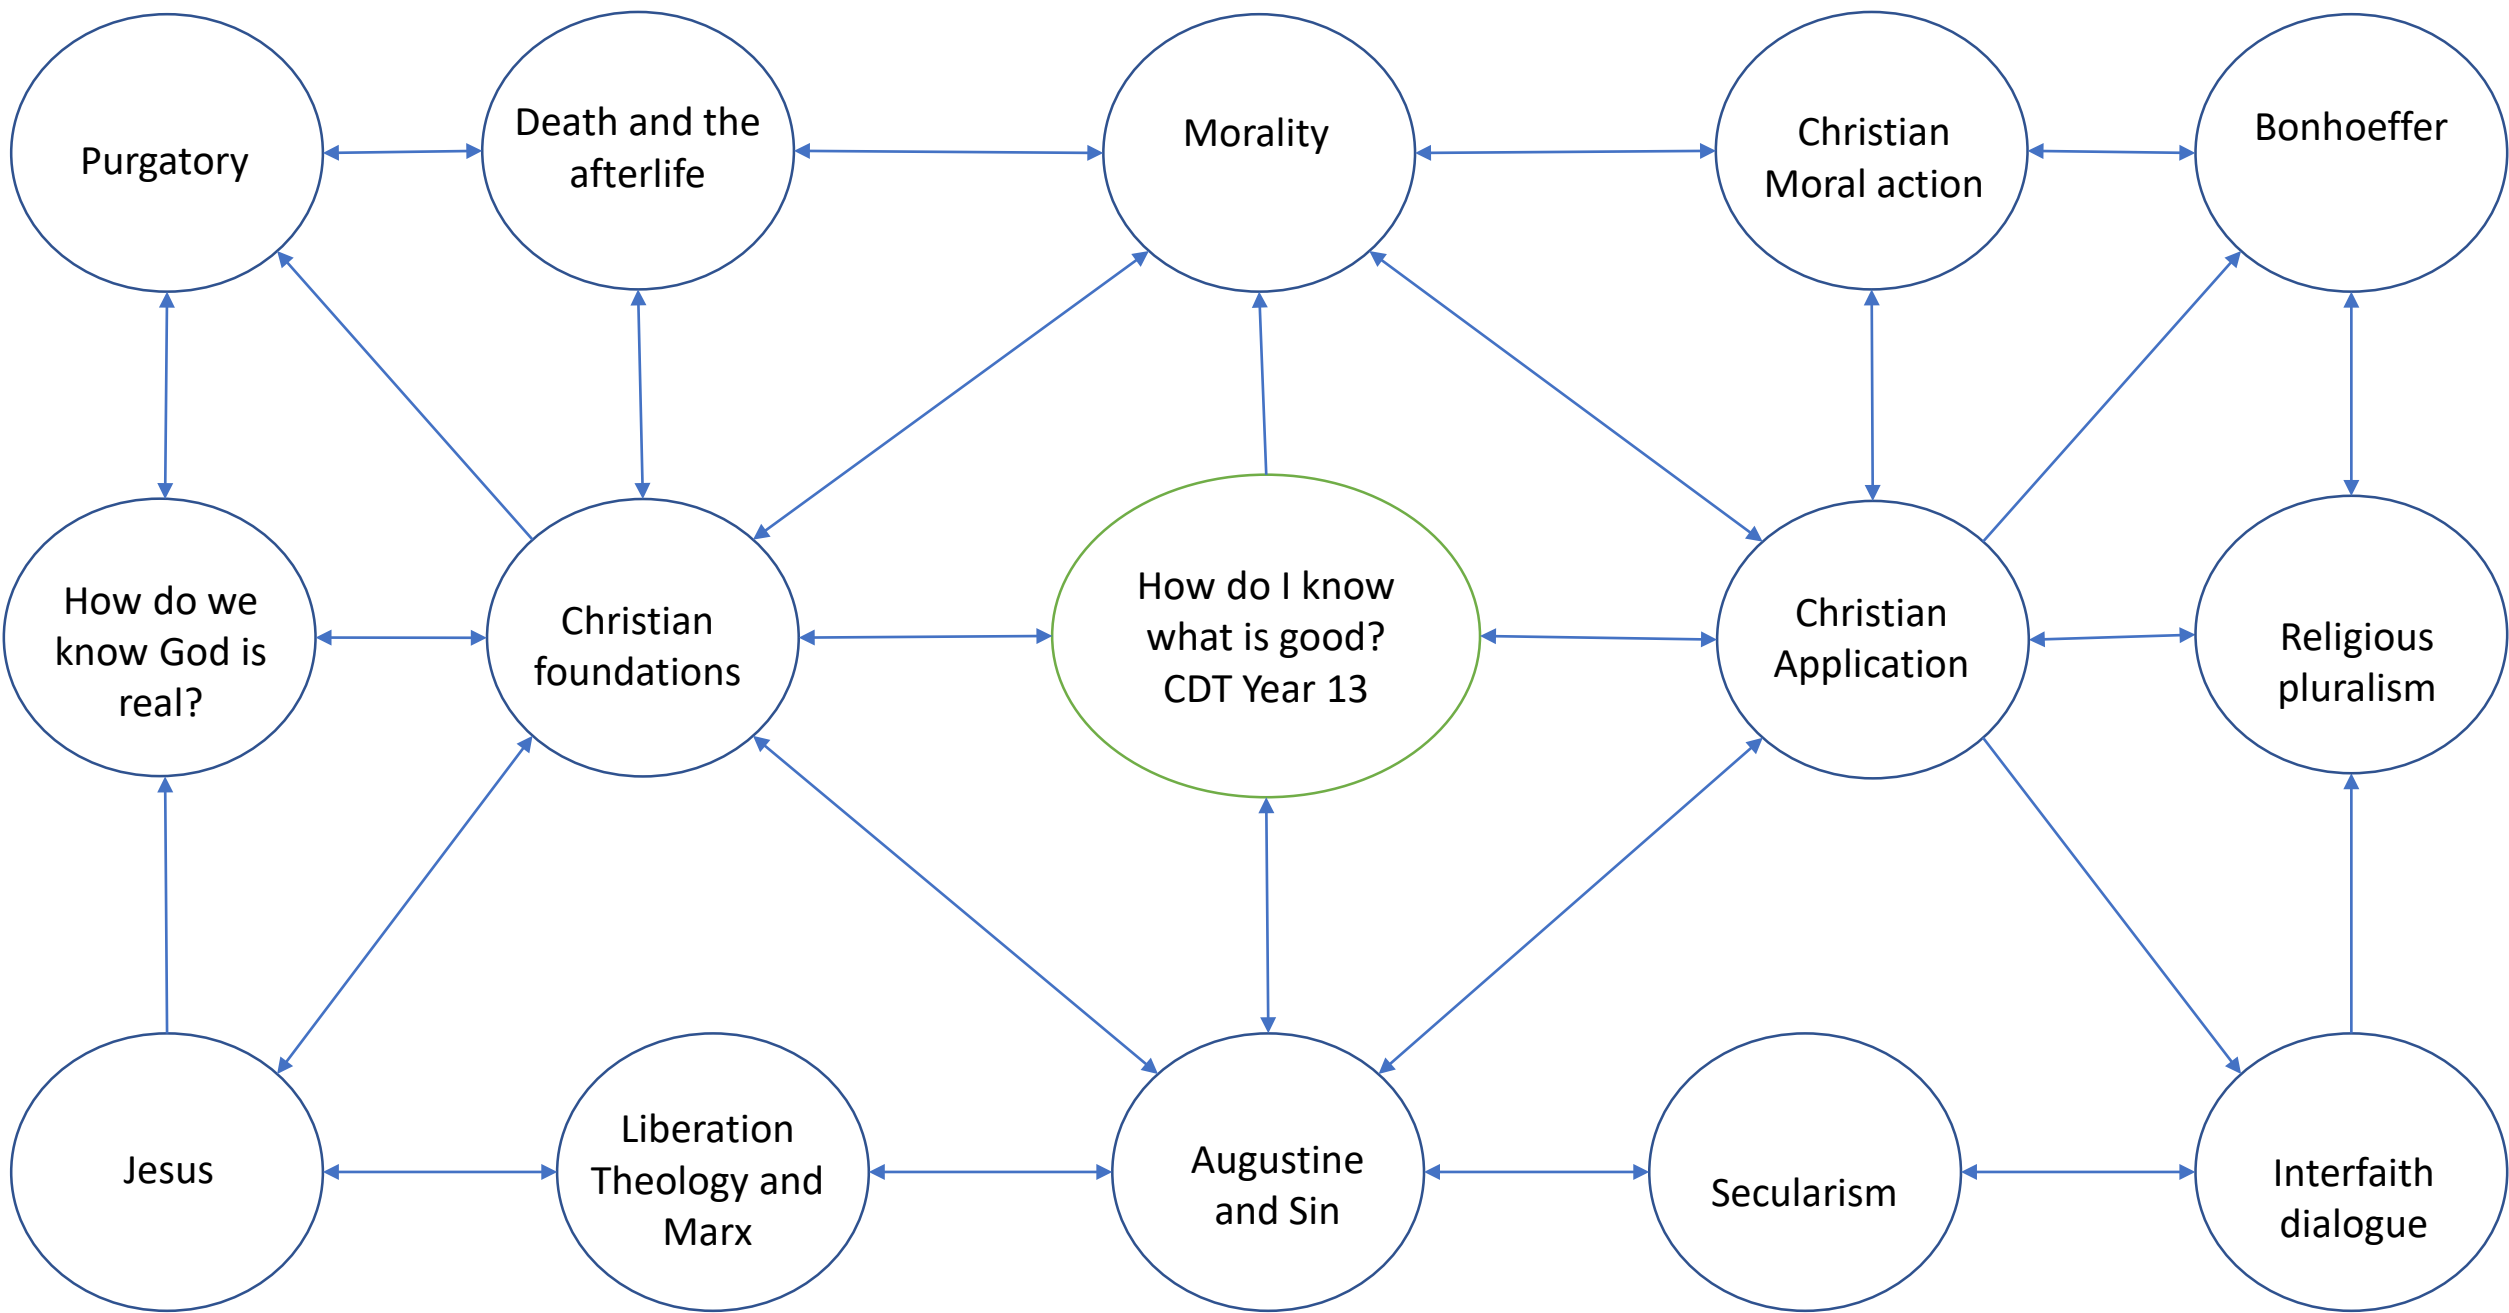 Purgatory
Death and the
afterlife
Morality
Christian
Moral action
Bonhoeffer
How do we
know God is
real?
Christian
foundations
How do I know
what is good?
CDT Year 13
Christian
Application
Religious
pluralism
Jesus
Liberation
Theology and
Marx
Augustine
and Sin
Secularism
Interfaith
dialogue